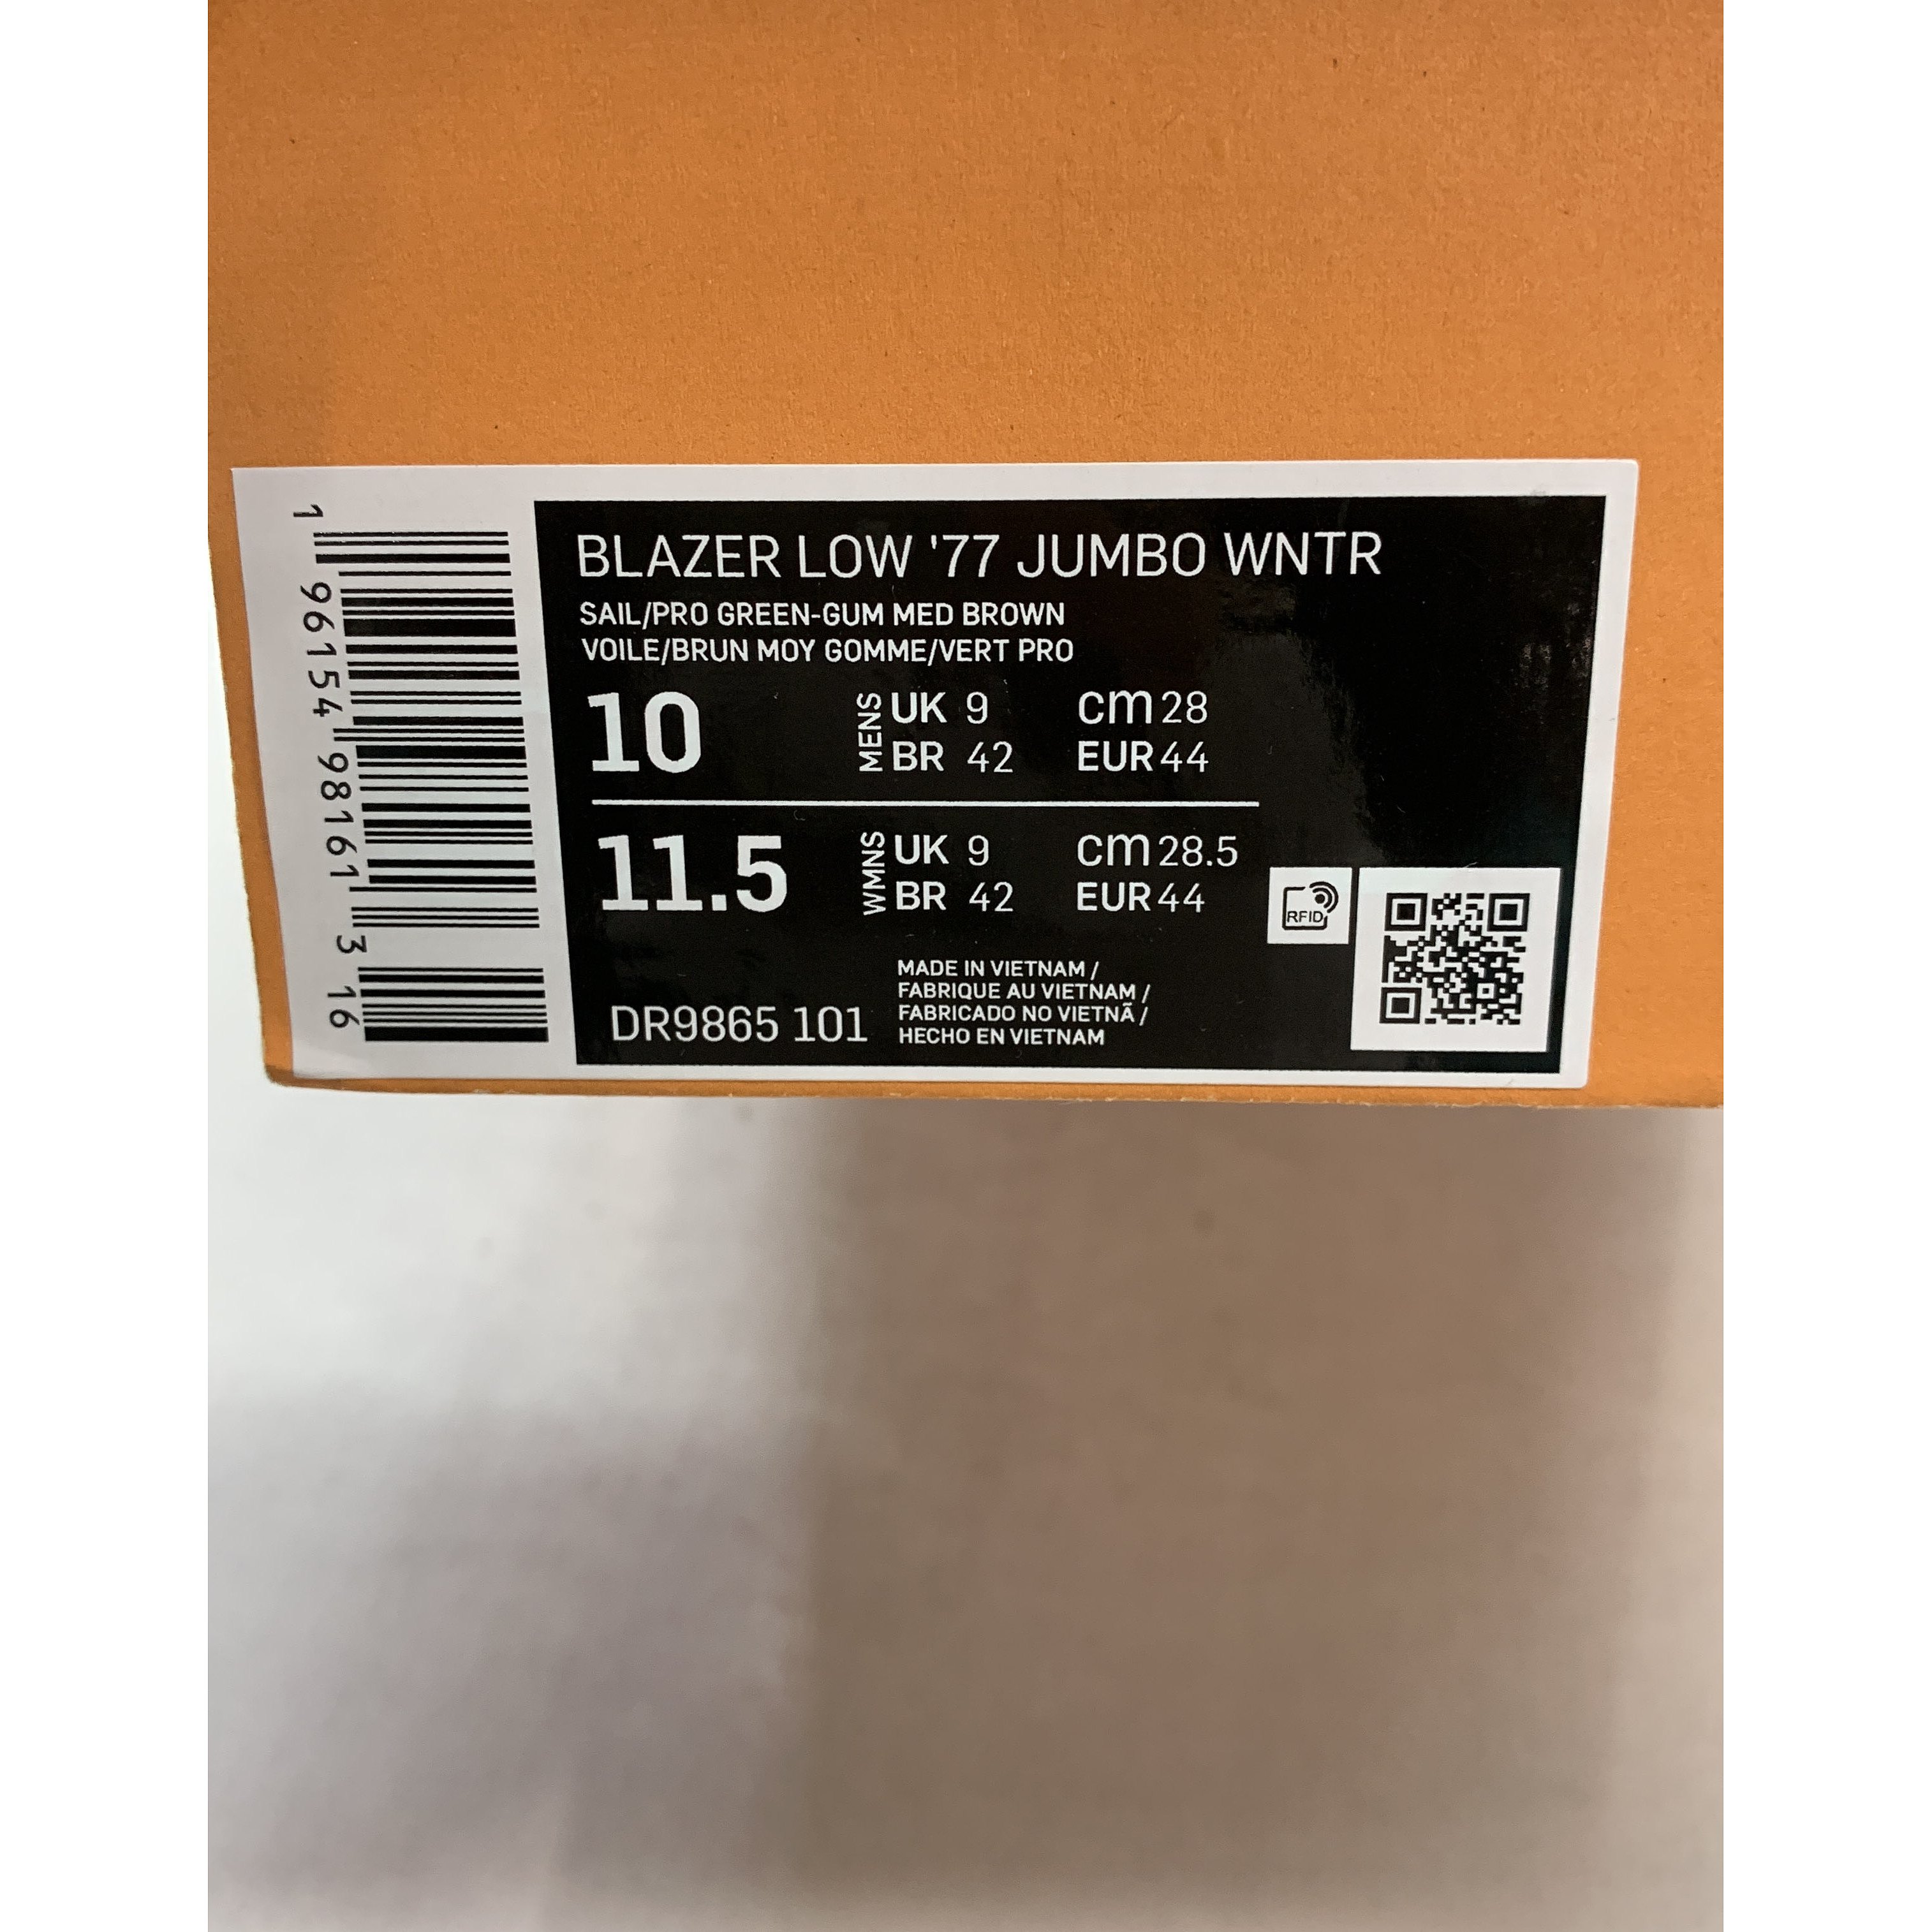 BLAZER LOW '77 JUMBO WNTR
SAIL/PRO GREEN-GUM MED BROWN
VOILE/BRUN MOY GOMME/VERT PRO
10 MENS UK 9 cm 28
BR 42 EUR 44
11.5 WMNS UK 9 cm 28.5
BR 42 EUR 44
RFID
MADE IN VIETNAM /
FABRIQUE AU VIETNAM /
FABRICADO NO VIETNÃ /
HECHO EN VIETNAM
DR9865 101
1 96154 98161 3 16